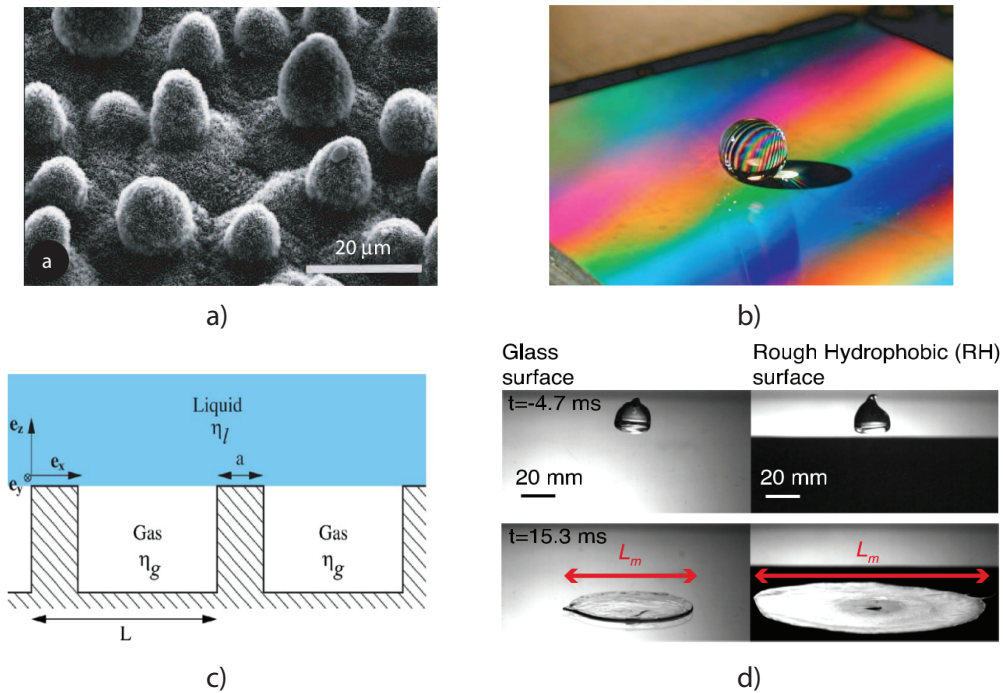 a
20 μm
a)
b)
Liquid
η_l
e_z
e_x
e_y
a
Gas
η_g
Gas
η_g
L
c)
Glass
surface
Rough Hydrophobic (RH)
surface
t=-4.7 ms
20 mm
20 mm
t=15.3 ms
L_m
L_m
d)